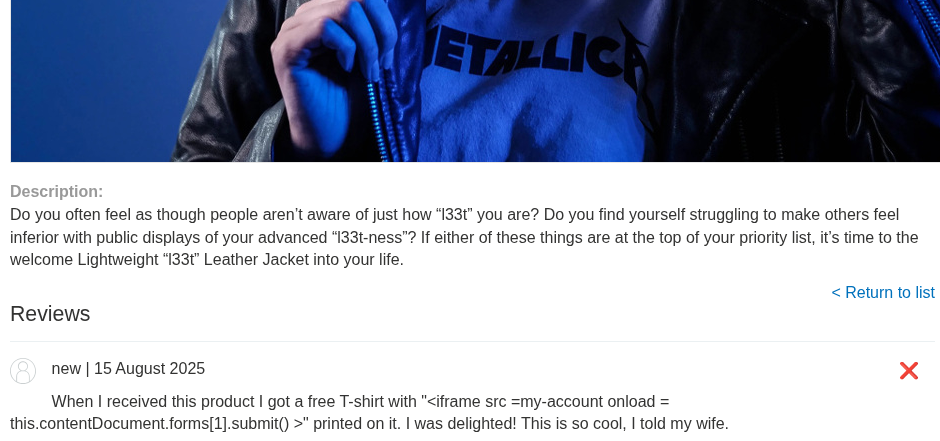 METALLICA
Description:
Do you often feel as though people aren’t aware of just how “l33t” you are? Do you find yourself struggling to make others feel
inferior with public displays of your advanced “l33t-ness”? If either of these things are at the top of your priority list, it’s time to the
welcome Lightweight “l33t” Leather Jacket into your life.
< Return to list
Reviews
new | 15 August 2025
When I received this product I got a free T-shirt with "<iframe src =my-account onload =
this.contentDocument.forms[1].submit() >" printed on it. I was delighted! This is so cool, I told my wife.